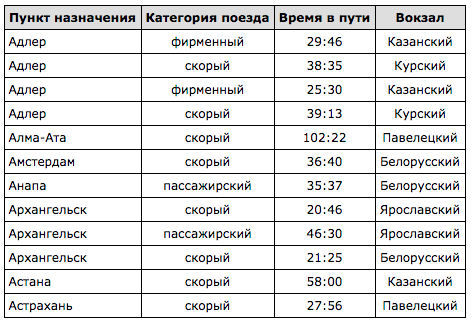 Пункт назначения Категория поезда Время в пути Вокзал
Адлер фирменный 29:46 Казанский
Адлер скорый 38:35 Курский
Адлер фирменный 25:30 Казанский
Адлер скорый 39:13 Курский
Алма-Ата скорый 102:22 Павелецкий
Амстердам скорый 36:40 Белорусский
Анапа пассажирский 35:37 Белорусский
Архангельск скорый 20:46 Ярославский
Архангельск пассажирский 46:30 Ярославский
Архангельск скорый 21:25 Белорусский
Астана скорый 58:00 Казанский
Астрахань скорый 27:56 Павелецкий